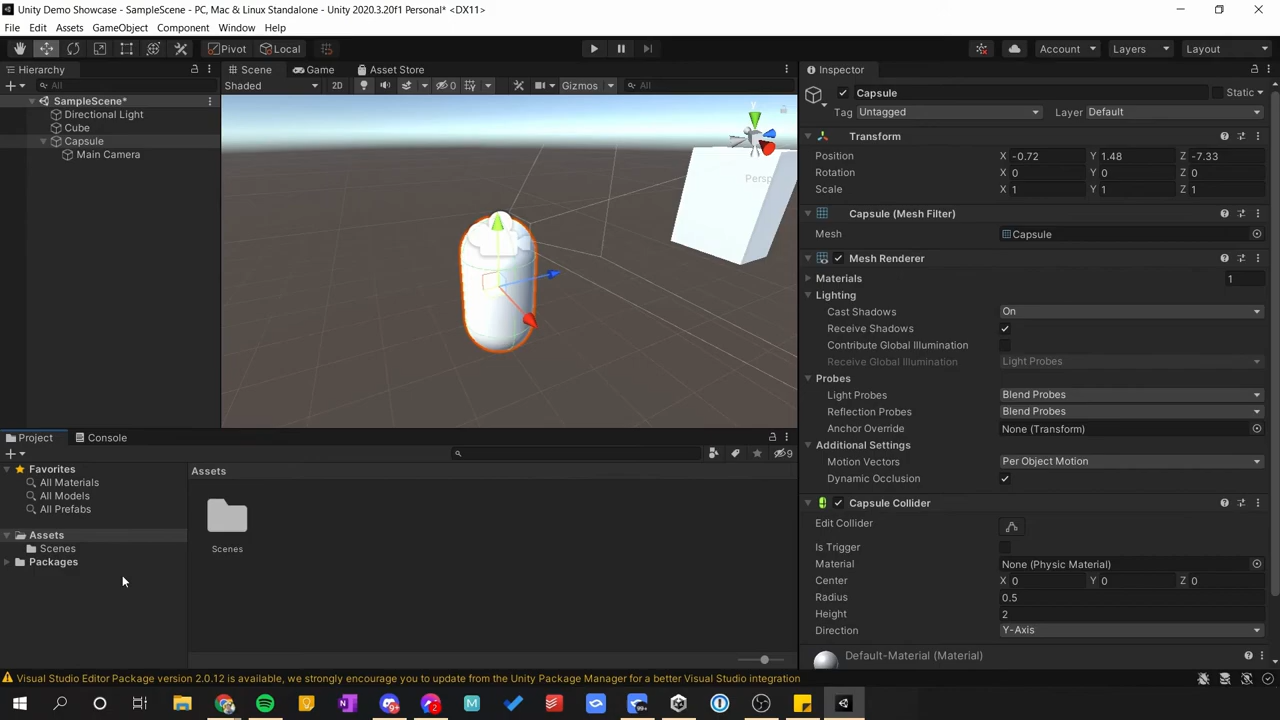 Unity Demo Showcase - SampleScene - PC, Mac & Linux Standalone - Unity 2020.3.20f1 Personal* <DX11>
File Edit Assets GameObject Component Window Help
Pivot Local Account Layers Layout
Hierarchy
All
SampleScene*
Directional Light
Cube
Capsule
Main Camera
Scene Game Asset Store
Shaded 2D 0 Gizmos All
y
Persp
Inspector
Capsule Static
Tag Untagged Layer Default
Transform
Position X -0.72 Y 1.48 Z -7.33
Rotation X 0 Y 0 Z 0
Scale X 1 Y 1 Z 1
Capsule (Mesh Filter)
Mesh Capsule
Mesh Renderer
Materials 1
Lighting
Cast Shadows On
Receive Shadows
Contribute Global Illumination
Receive Global Illumination Light Probes
Probes
Light Probes Blend Probes
Reflection Probes Blend Probes
Anchor Override None (Transform)
Additional Settings
Motion Vectors Per Object Motion
Dynamic Occlusion
Capsule Collider
Edit Collider
Is Trigger
Material None (Physic Material)
Center X 0 Y 0 Z 0
Radius 0.5
Height 2
Direction Y-Axis
Default-Material (Material)
Project Console
9
Favorites
All Materials
All Models
All Prefabs
Assets
Scenes
Packages
Assets
Scenes
Visual Studio Editor Package version 2.0.12 is available, we strongly encourage you to update from the Unity Package Manager for a better Visual Studio integration